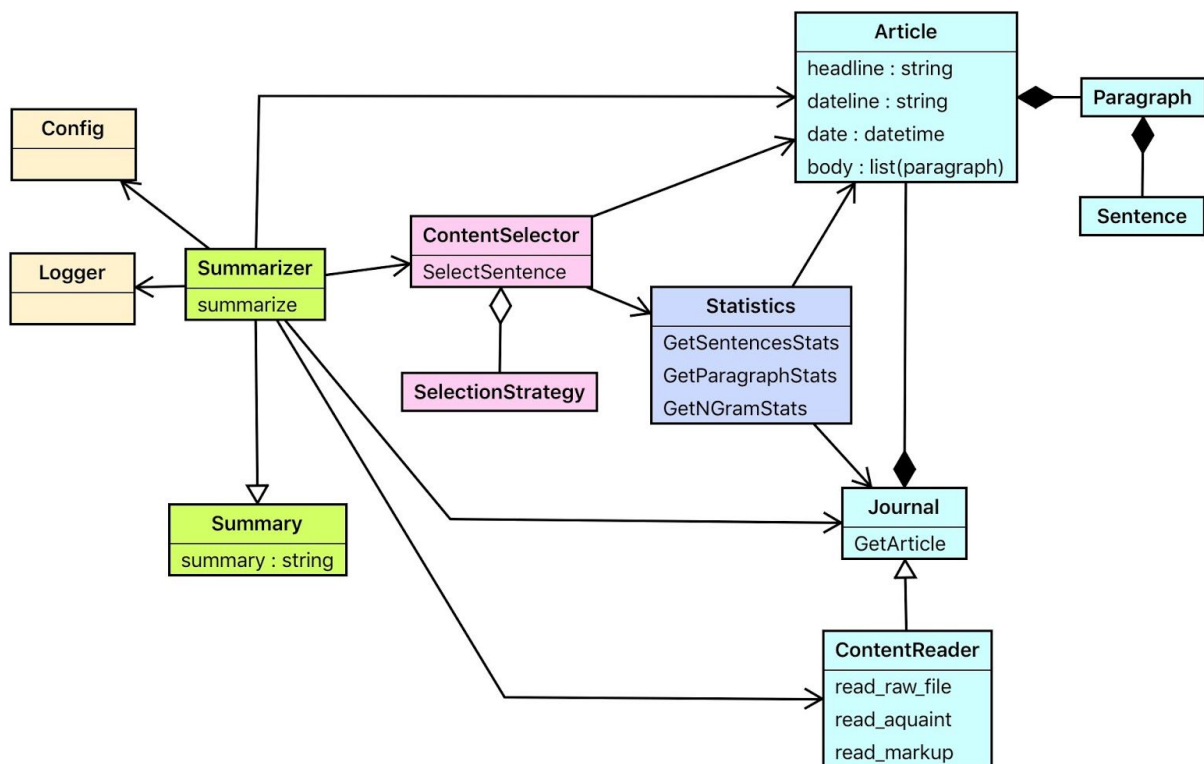 Article
headline : string
dateline : string
date : datetime
body : list(paragraph)
Paragraph
Sentence
Config
Logger
Summarizer
summarize
ContentSelector
SelectSentence
SelectionStrategy
Statistics
GetSentencesStats
GetParagraphStats
GetNGramStats
Summary
summary : string
Journal
GetArticle
ContentReader
read_raw_file
read_aquaint
read_markup